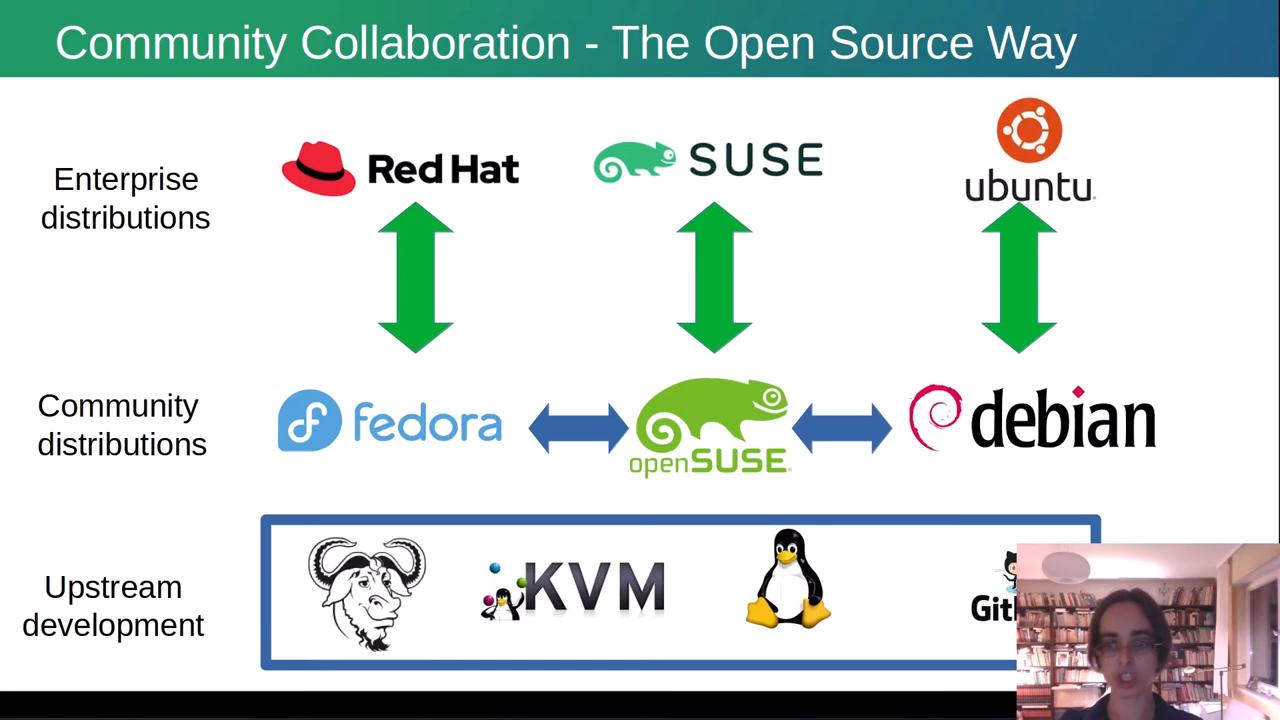 Community Collaboration - The Open Source Way
Enterprise
distributions
Red Hat
SUSE
ubuntu
Community
distributions
fedora
openSUSE
debian
Upstream
development
KVM